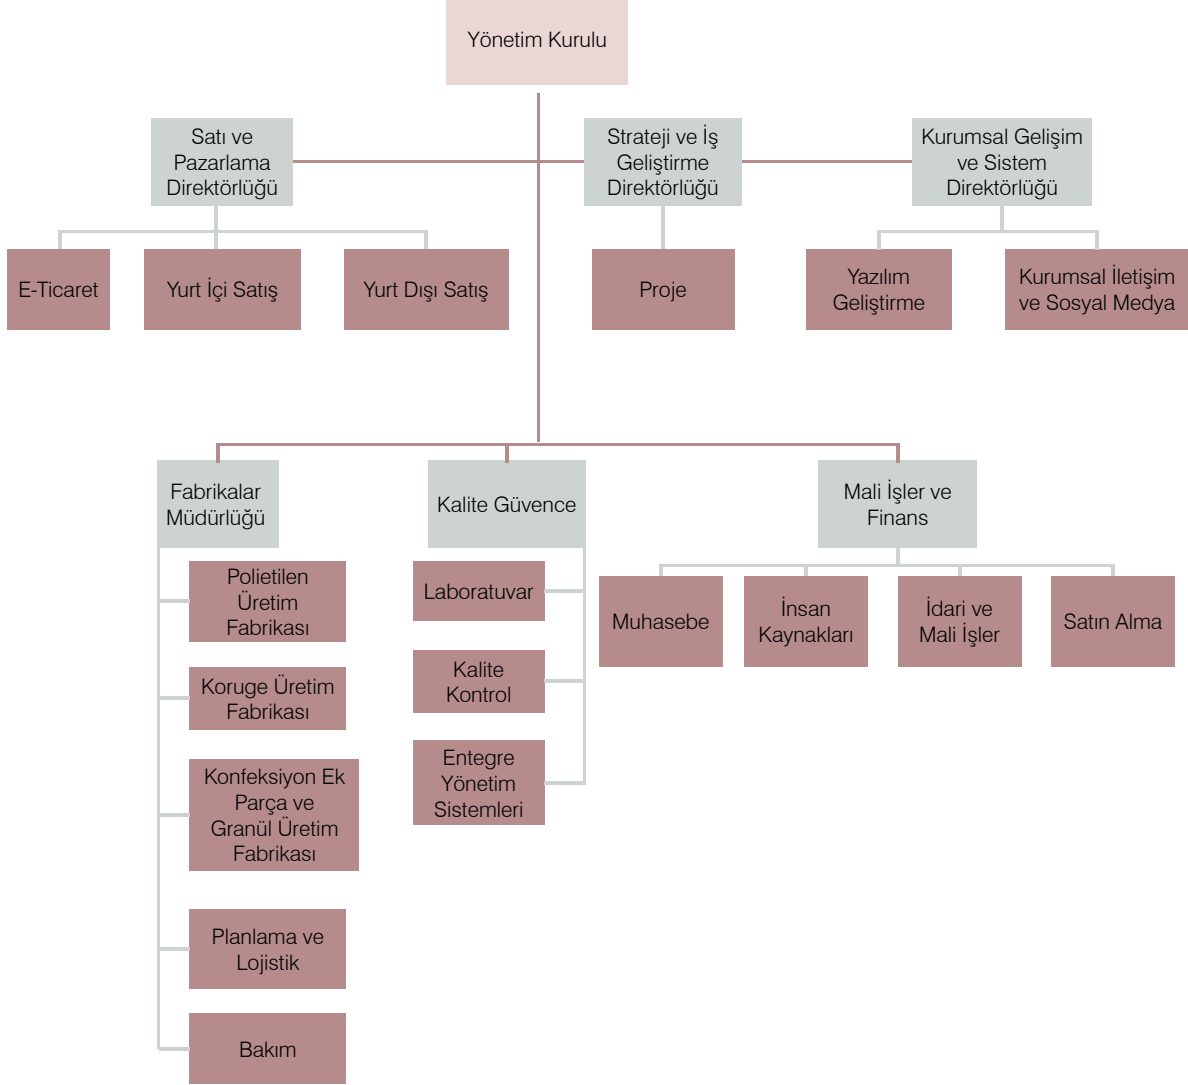 Yönetim Kurulu
Satı ve
Pazarlama
Direktörlüğü
Strateji ve İş
Geliştirme
Direktörlüğü
Kurumsal Gelişim
ve Sistem
Direktörlüğü
E-Ticaret
Yurt İçi Satış
Yurt Dışı Satış
Proje
Yazılım
Geliştirme
Kurumsal İletişim
ve Sosyal Medya
Fabrikalar
Müdürlüğü
Polietilen
Üretim
Fabrikası
Koruge Üretim
Fabrikası
Konfeksiyon Ek
Parça ve
Granül Üretim
Fabrikası
Planlama ve
Lojistik
Bakım
Kalite Güvence
Laboratuvar
Kalite
Kontrol
Entegre
Yönetim
Sistemleri
Mali İşler ve
Finans
Muhasebe
İnsan
Kaynakları
İdari ve
Mali İşler
Satın Alma